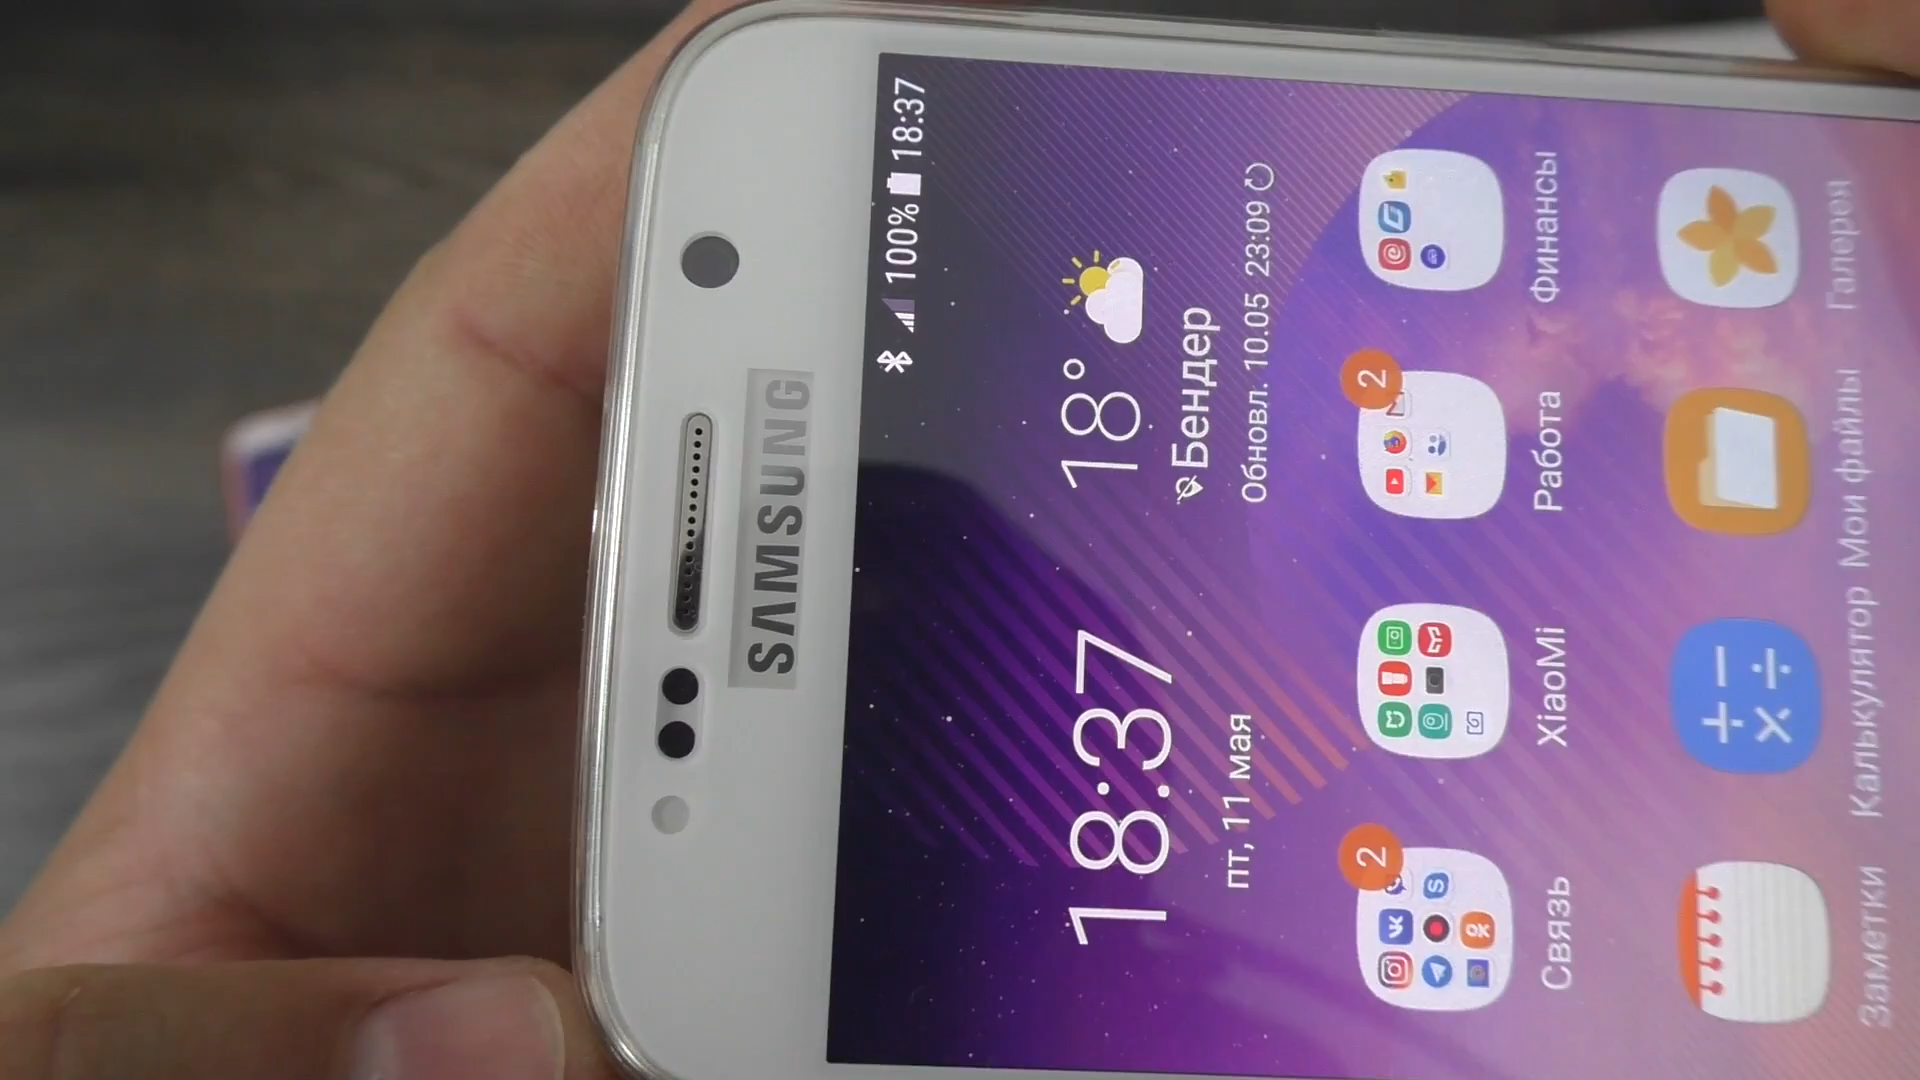 SAMSUNG
100% 18:37
18:37
пт, 11 мая
18°
Бендер
Обновл. 10.05 23:09
2
2
Связь
XiaoMi
Работа
финансы
Заметки
Калькулятор
Мои файлы
Галерея